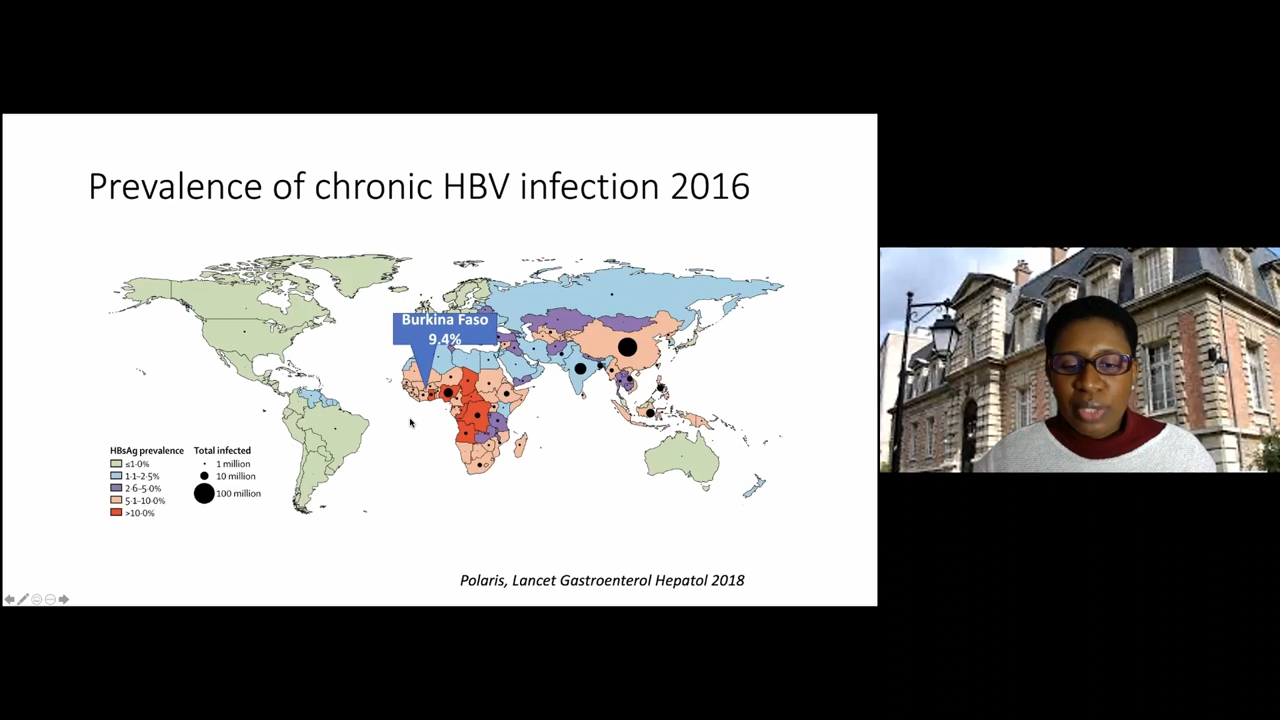 Prevalence of chronic HBV infection 2016
Burkina Faso
9.4%
HBsAg prevalence
≤1·0%
1·1–2·5%
2·6–5·0%
5·1–10·0%
>10·0%
Total infected
1 million
10 million
100 million
Polaris, Lancet Gastroenterol Hepatol 2018